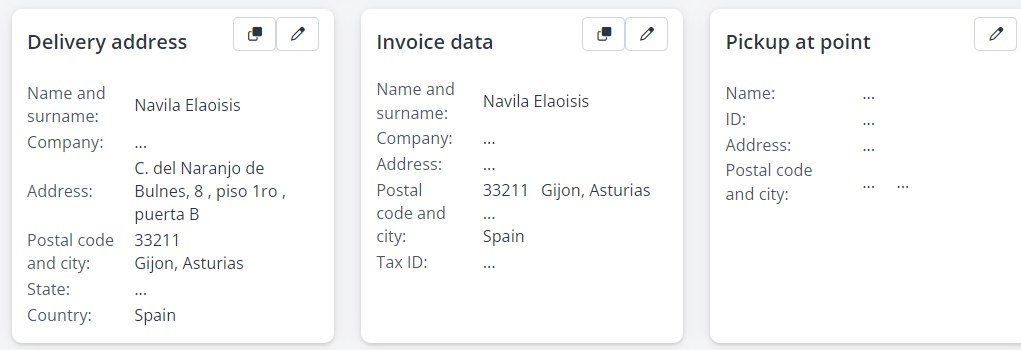 Delivery address
Name and
surname:
Navila Elaoisis
Company:
...
Address:
C. del Naranjo de
Bulnes, 8 , piso 1ro ,
puerta B
Postal code
and city:
33211
Gijon, Asturias
State:
...
Country:
Spain
Invoice data
Name and
surname:
Navila Elaoisis
Company:
...
Address:
...
Postal
code and
city:
33211 Gijon, Asturias
...
Spain
Tax ID:
...
Pickup at point
Name:
...
ID:
...
Address:
...
Postal code
and city:
... ...